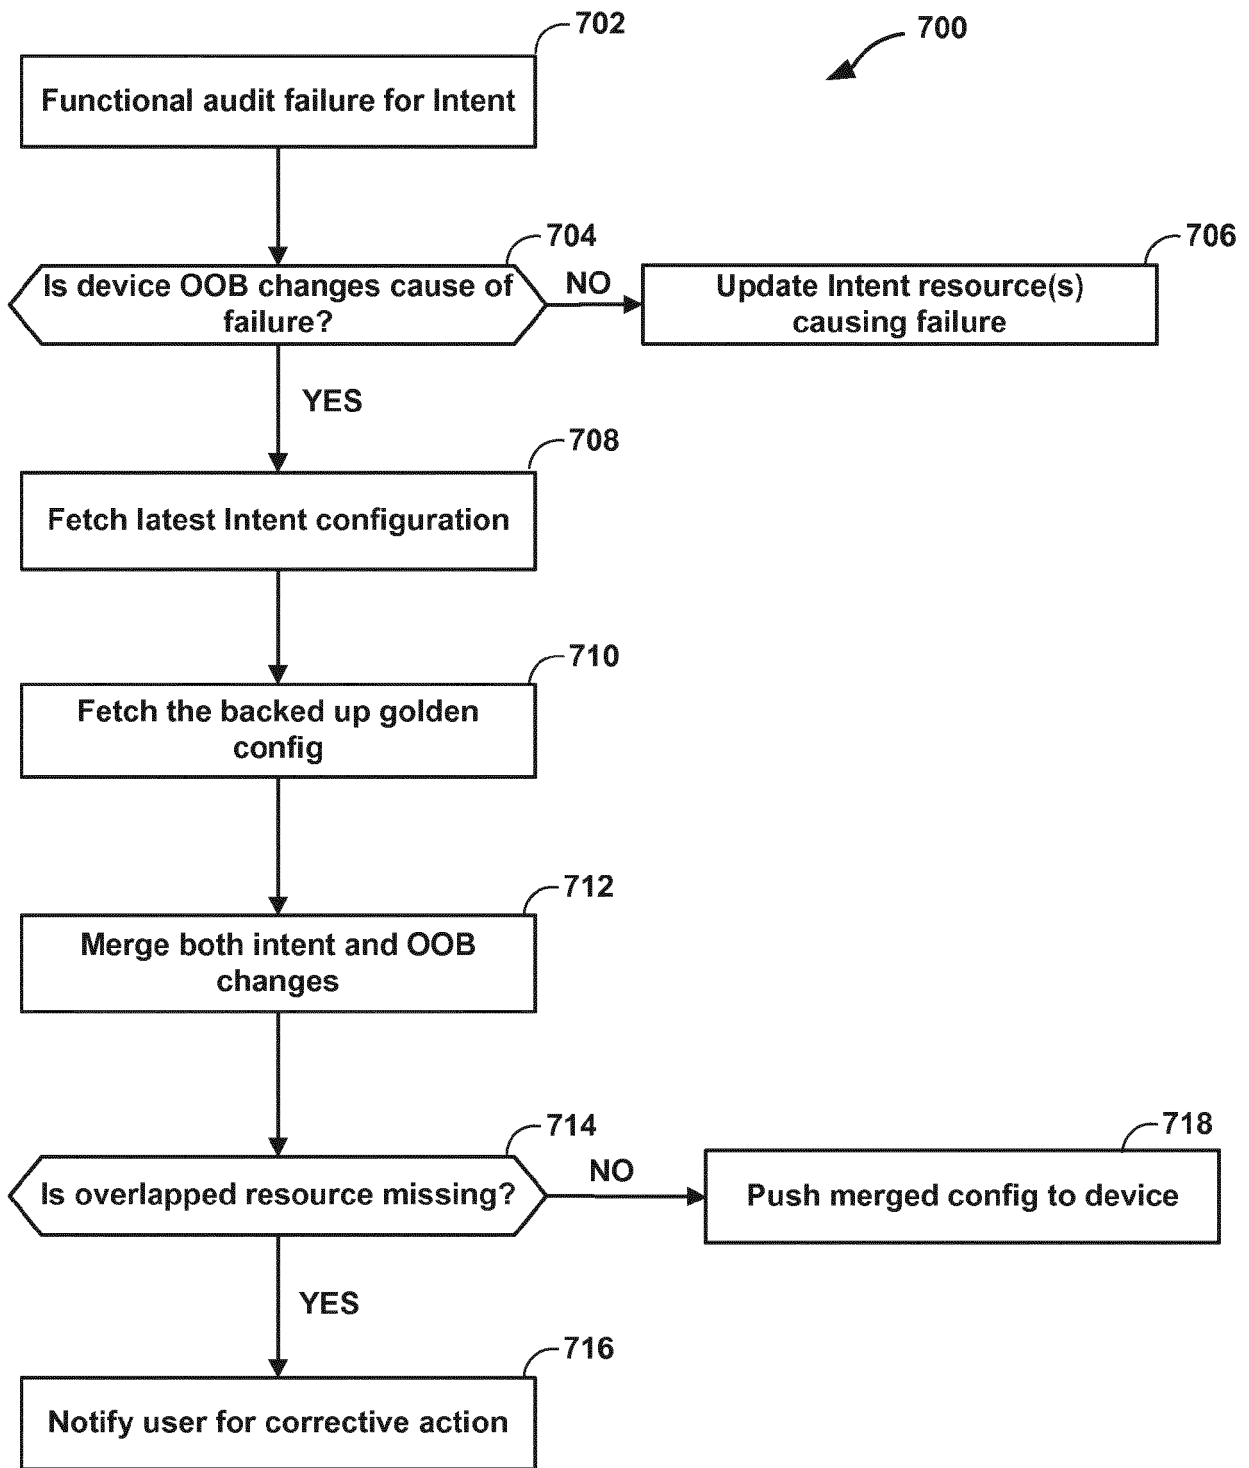 702
700
Functional audit failure for Intent
704
706
Is device OOB changes cause of
failure?
NO
Update Intent resource(s)
causing failure
YES
708
Fetch latest Intent configuration
710
Fetch the backed up golden
config
712
Merge both intent and OOB
changes
714
718
Is overlapped resource missing?
NO
Push merged config to device
YES
716
Notify user for corrective action